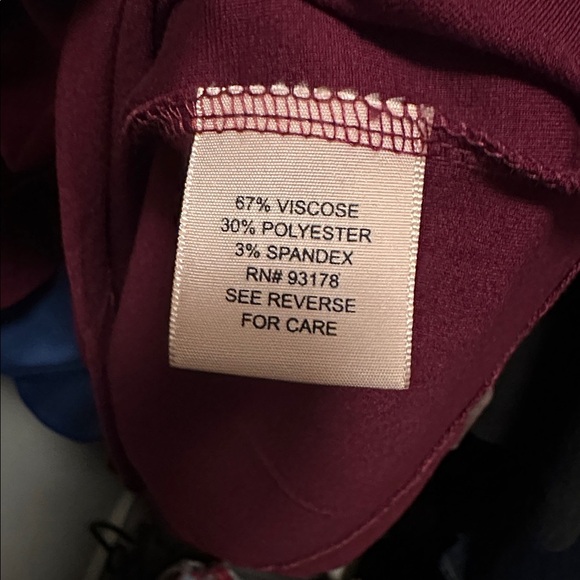 67% VISCOSE
30% POLYESTER
3% SPANDEX
RN# 93178
SEE REVERSE
FOR CARE